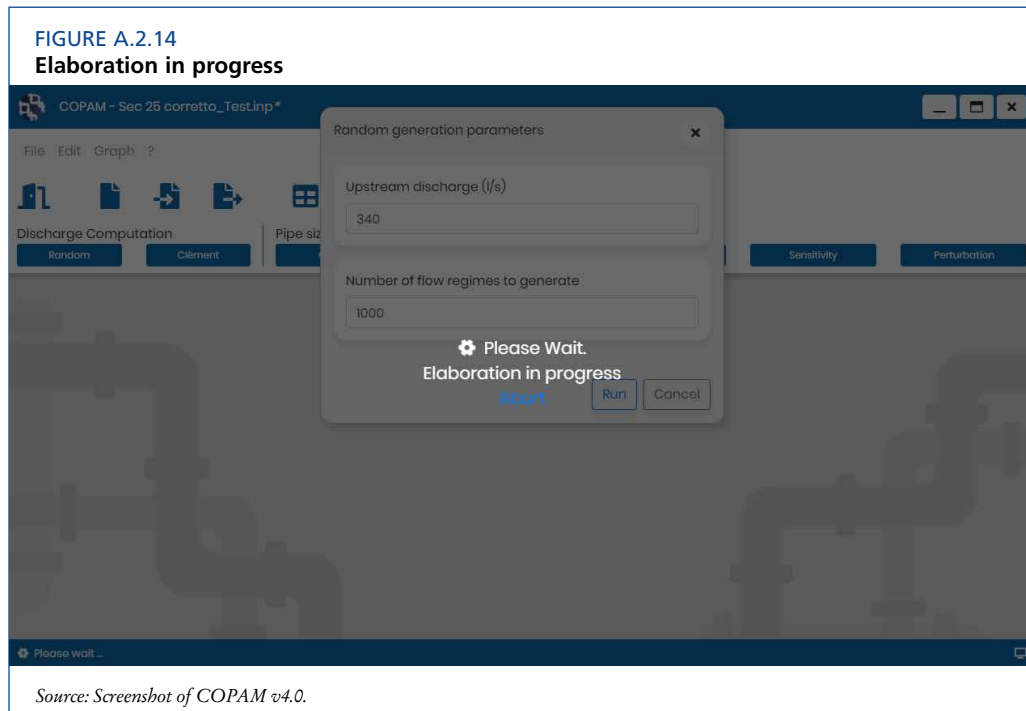 FIGURE A.2.14
Elaboration in progress
COPAM - Sec 25 corretto_Test.inp*
Random generation parameters
File Edit Graph ?
Upstream discharge (l/s)
340
Discharge Computation
Pipe siz
Random
Clèment
Sensitivity
Perturbation
Number of flow regimes to generate
1000
Please Wait.
Elaboration in progress
Abort
Run
Cancel
Please wait ...
Source: Screenshot of COPAM v4.0.